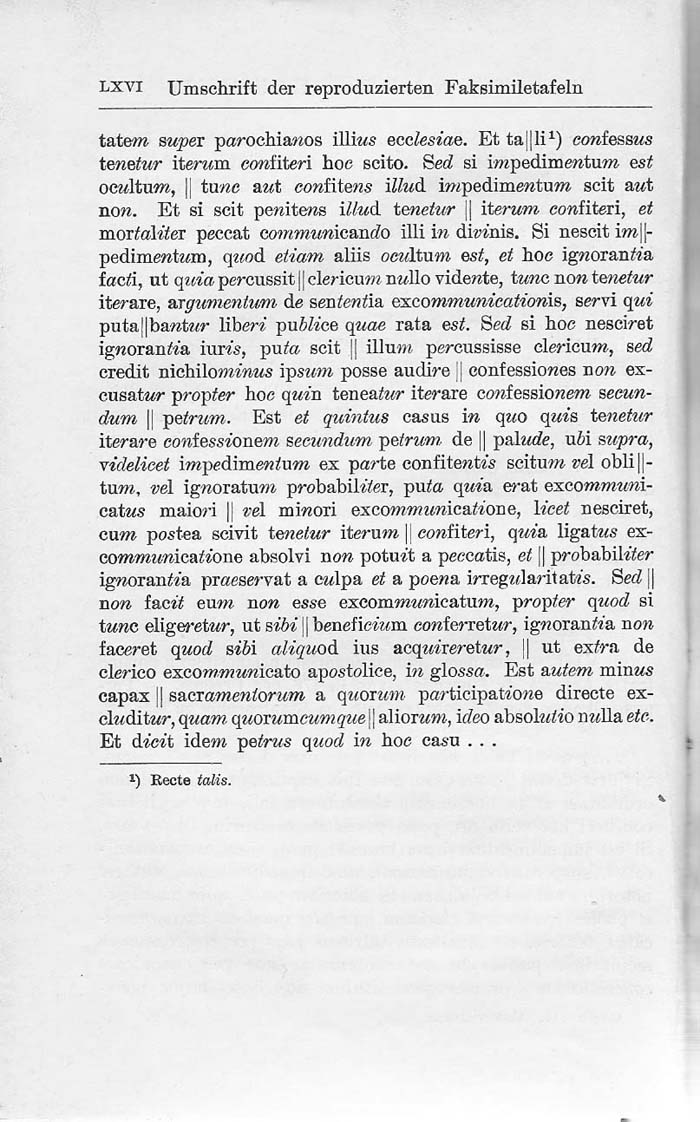 LXVI Umschrift der reproduzierten Faksimiletafeln
tatem super parochianos illius ecclesiae. Et ta||li¹) confessus
tenetur iterum confiteri hoc scito. Sed si impedimentum est
ocultum, || tunc aut confitens illud impedimentum scit aut
non. Et si scit penitens illud tenetur || iterum confiteri, et
mortaliter peccat communicando illi in divinis. Si nescit im||-
pedimentum, quod etiam aliis ocultum est, et hoc ignorantia
facti, ut quia percussit || clericum nullo vidente, tunc non tenetur
iterare, argumentum de sententia excommunicationis, servi qui
puta||bantur liberi publice quae rata est. Sed si hoc nesciret
ignorantia iuris, puta scit || illum percussisse clericum, sed
credit nichilominus ipsum posse audire || confessiones non ex-
cusatur propter hoc quin teneatur iterare confessionem secun-
dum || petrum. Est et quintus casus in quo quis tenetur
iterare confessionem secundum petrum de || palude, ubi supra,
videlicet impedimentum ex parte confitentis scitum vel obli||-
tum, vel ignoratum probabiliter, puta quia erat excommuni-
catus maiori || vel minori excommunicatione, licet nesciret,
cum postea scivit tenetur iterum || confiteri, quia ligatus ex-
communicatione absolvi non potuit a peccatis, et || probabiliter
ignorantia praeservat a culpa et a poena irregularitatis. Sed ||
non facit eum non esse excommunicatum, propter quod si
tunc eligeretur, ut sibi || beneficium conferretur, ignorantia non
faceret quod sibi aliquod ius acquireretur, || ut extra de
clerico excommunicato apostolice, in glossa. Est autem minus
capax || sacramentorum a quorum participatione directe ex-
cluditur, quam quorumcumque || aliorum, ideo absolutio nulla etc.
Et dicit idem petrus quod in hoc casu . . .
¹) Recte talis.